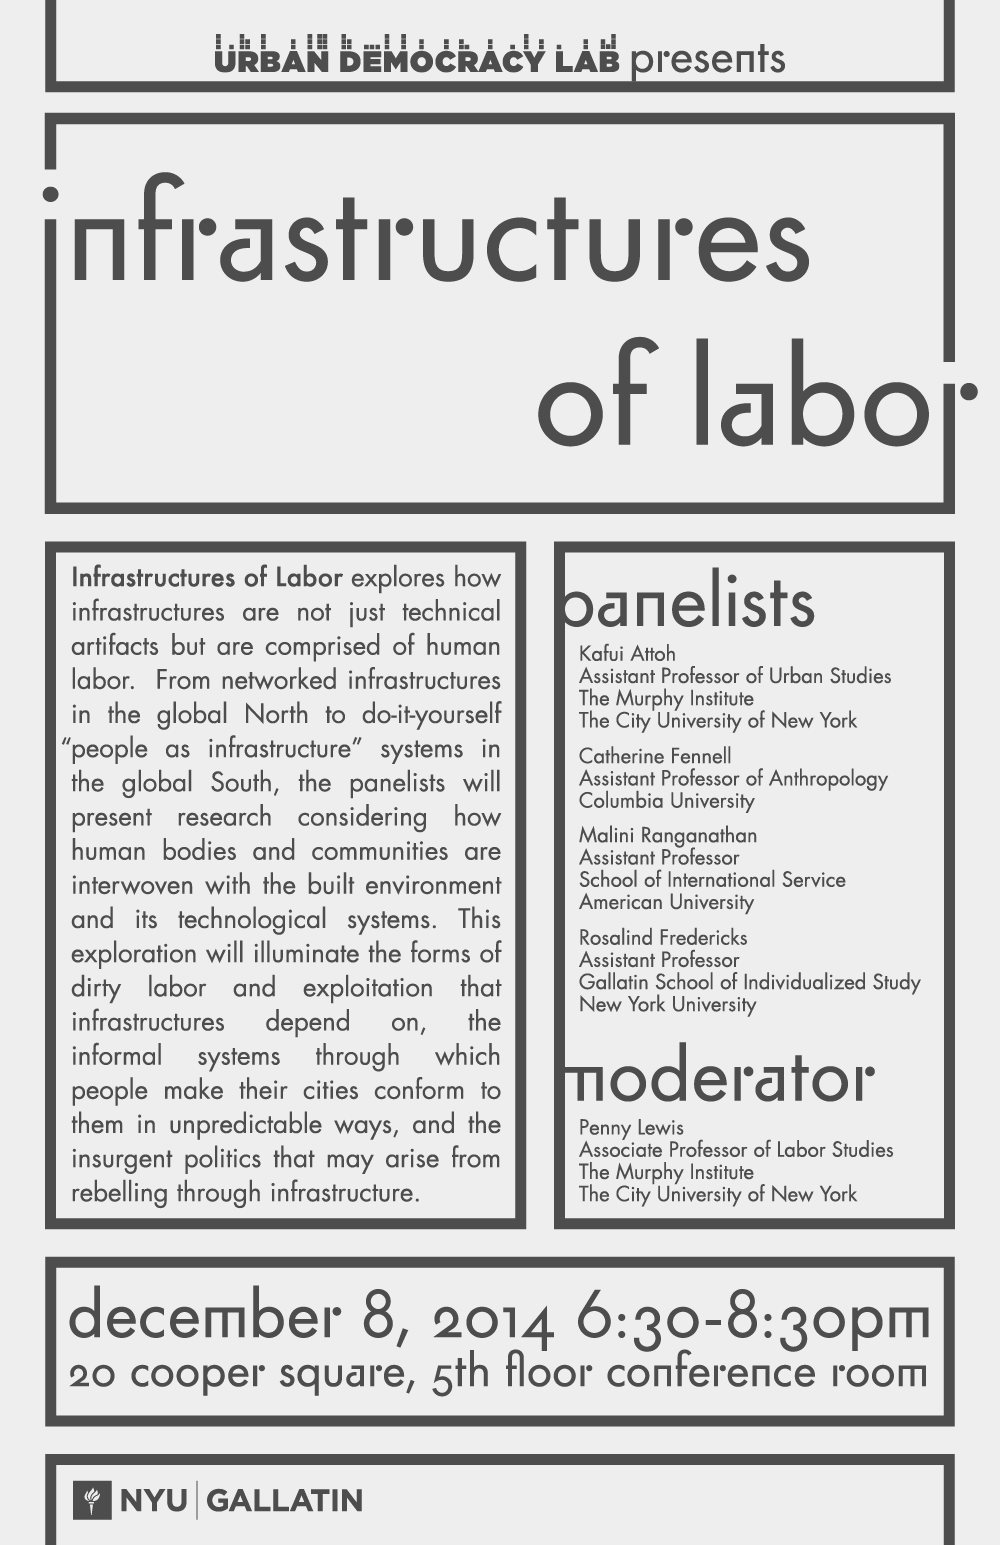 URBAN DEMOCRACY LAB presents
infrastructures
of labor
Infrastructures of Labor explores how
infrastructures are not just technical
artifacts but are comprised of human
labor. From networked infrastructures
in the global North to do-it-yourself
“people as infrastructure” systems in
the global South, the panelists will
present research considering how
human bodies and communities are
interwoven with the built environment
and its technological systems. This
exploration will illuminate the forms of
dirty labor and exploitation that
infrastructures depend on, the
informal systems through which
people make their cities conform to
them in unpredictable ways, and the
insurgent politics that may arise from
rebelling through infrastructure.
panelists
Kafui Attoh
Assistant Professor of Urban Studies
The Murphy Institute
The City University of New York
Catherine Fennell
Assistant Professor of Anthropology
Columbia University
Malini Ranganathan
Assistant Professor
School of International Service
American University
Rosalind Fredericks
Assistant Professor
Gallatin School of Individualized Study
New York University
moderator
Penny Lewis
Associate Professor of Labor Studies
The Murphy Institute
The City University of New York
december 8, 2014 6:30-8:30pm
20 cooper square, 5th floor conference room
NYU GALLATIN